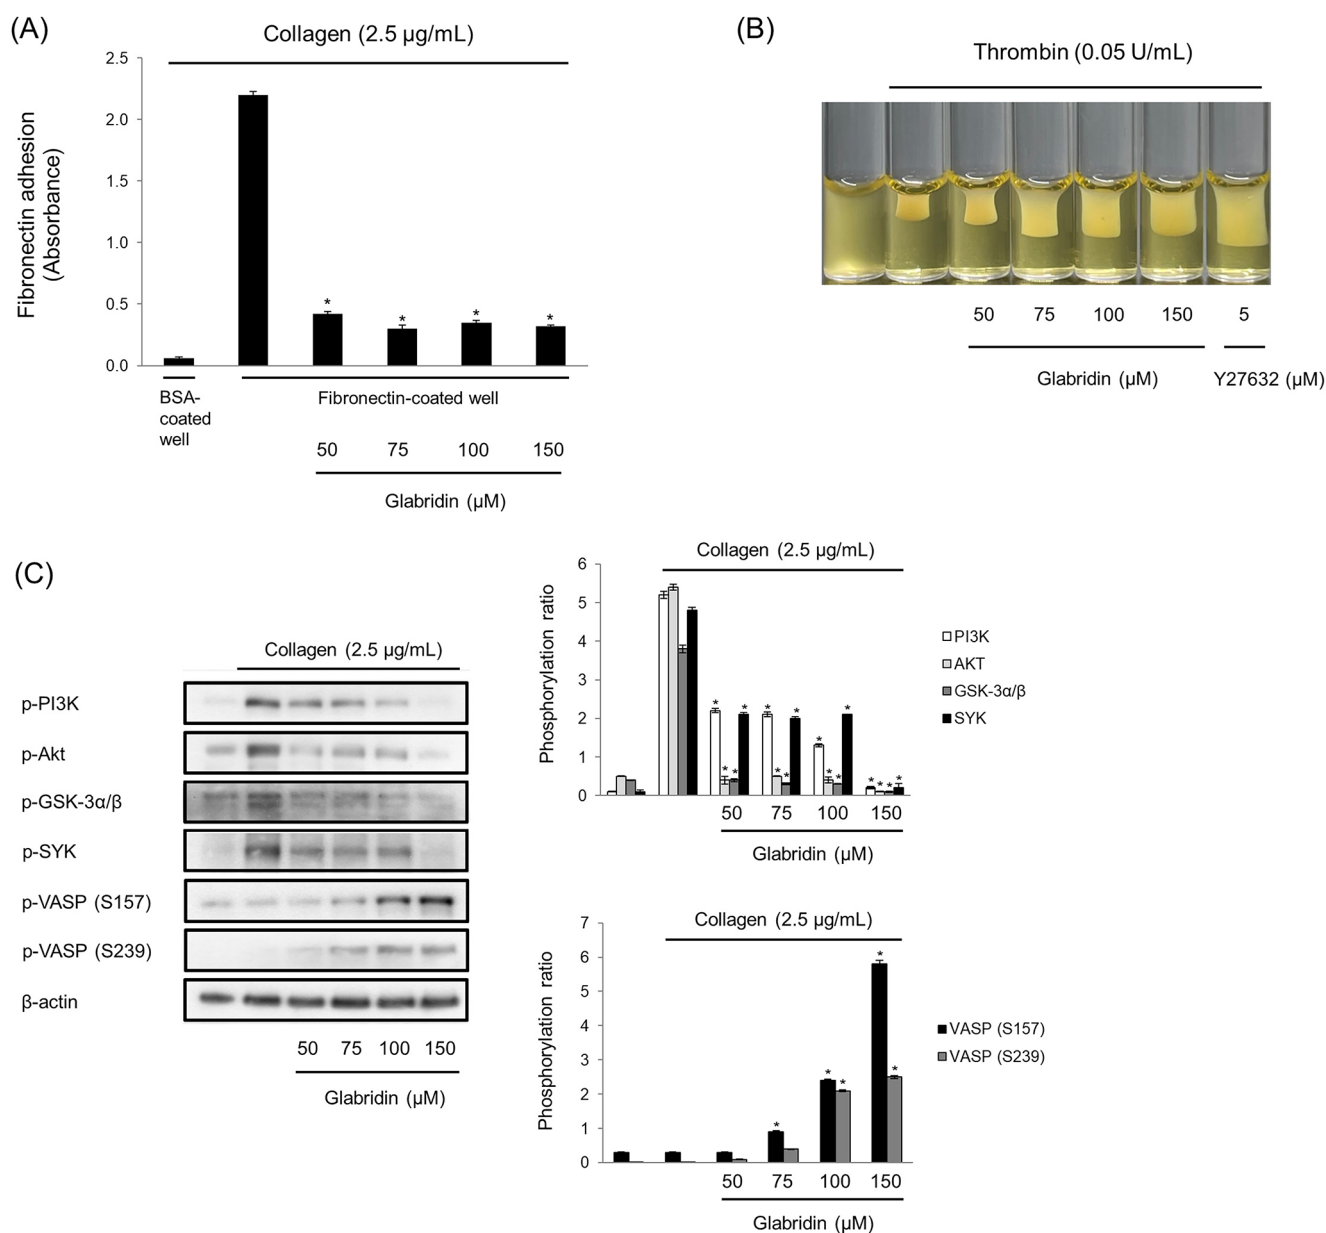 (A)
Collagen (2.5 µg/mL)
Fibronectin adhesion
(Absorbance)
2.5
2.0
1.5
1.0
0.5
0.0
*
*
*
*
BSA-
coated
well
Fibronectin-coated well
50 75 100 150
Glabridin (µM)
(B)
Thrombin (0.05 U/mL)
50 75 100 150 5
Glabridin (µM) Y27632 (µM)
(C)
Collagen (2.5 µg/mL)
p-PI3K
p-Akt
p-GSK-3α/β
p-SYK
p-VASP (S157)
p-VASP (S239)
β-actin
50 75 100 150
Glabridin (µM)
Collagen (2.5 µg/mL)
Phosphorylation ratio
6
5
4
3
2
1
0
* * * *
* * * *
* * * *
* * * *
PI3K
AKT
GSK-3α/β
SYK
50 75 100 150
Glabridin (µM)
Collagen (2.5 µg/mL)
Phosphorylation ratio
7
6
5
4
3
2
1
0
*
* *
* *
VASP (S157)
VASP (S239)
50 75 100 150
Glabridin (µM)